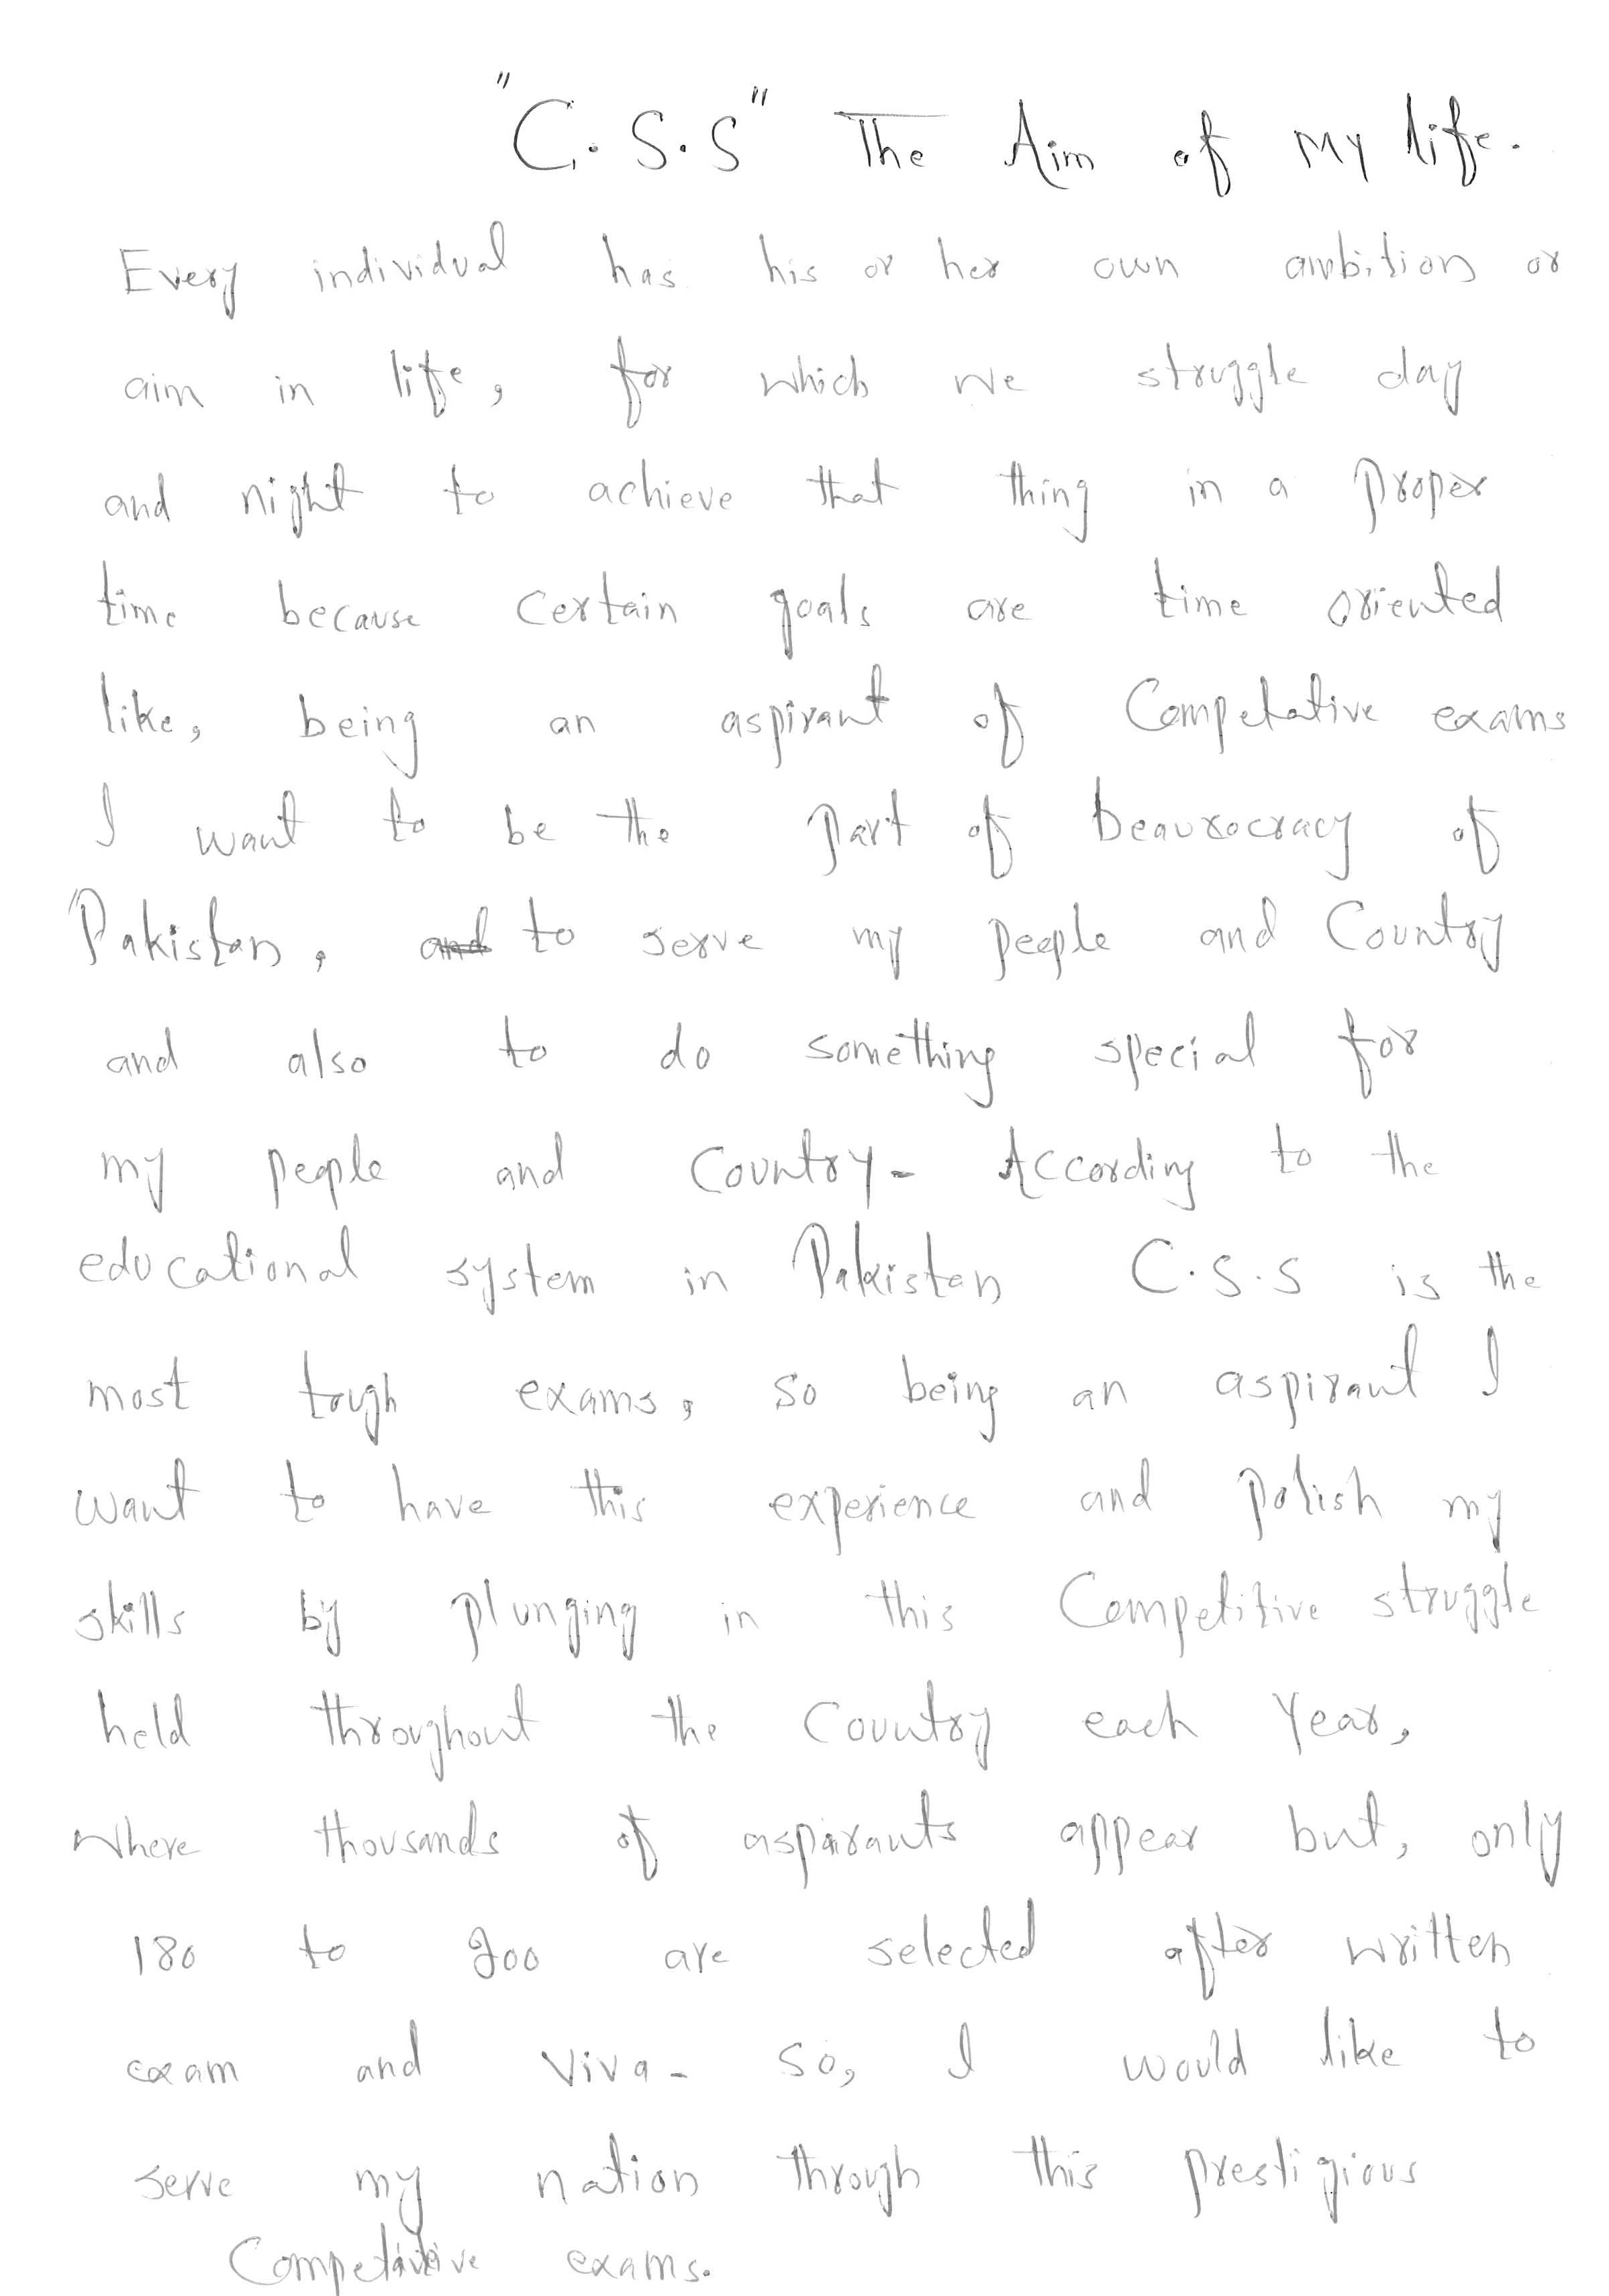 "C.S.S" The Aim of My life.
Every individual has his or her own ambition or
aim in life, for which we struggle day
and night to achieve that thing in a proper
time because certain goals are time oriented
like, being an aspirant of Competative exams
I want to be the part of beaurocracy of
Pakistan, and to serve my people and Country
and also to do something special for
my people and Country- According to the
educational system in Pakistan C.S.S is the
most tough exams, so being an aspirant I
want to have this experience and polish my
skills by plunging in this Competitive struggle
held throughout the Country each Year,
Where thousands of aspirants appear but, only
180 to 200 are selected after written
exam and Viva- So, I would like to
serve my nation through this prestigious
Competitive exams.